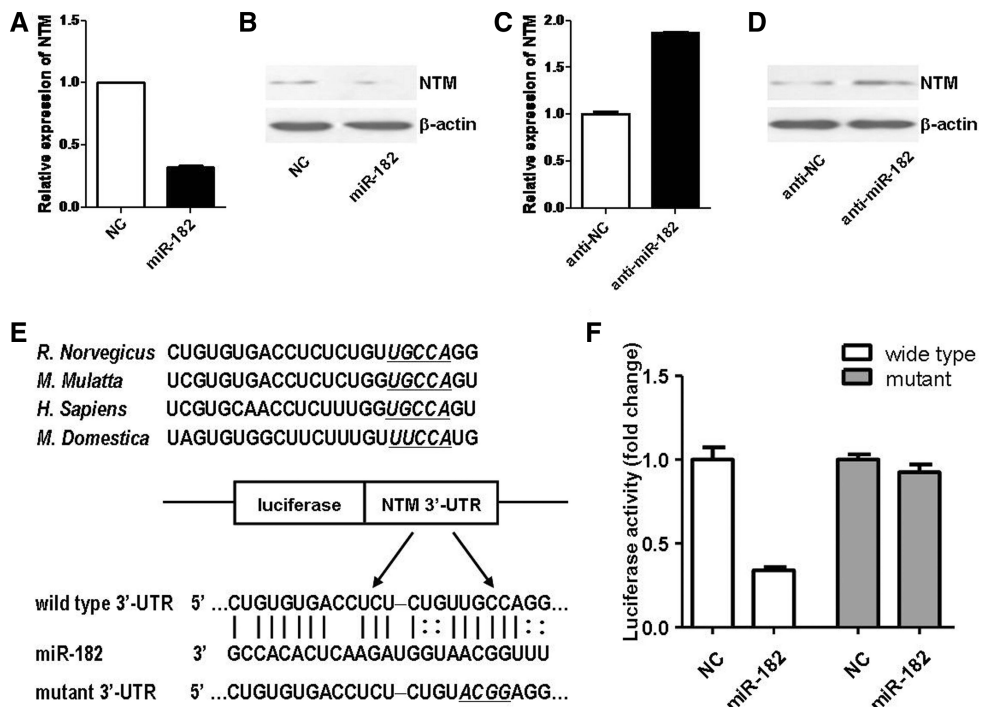 A
Relative expression of NTM
1.5
1.0
0.5
0.0
NC
miR-182
B
NTM
β-actin
NC
miR-182
C
Relative expression of NTM
2.0
1.5
1.0
0.5
0.0
anti-NC
anti-miR-182
D
NTM
β-actin
anti-NC
anti-miR-182
E
R. Norvegicus CUGUGUGACCUCUCUGUUGCCAGG
M. Mulatta UCGUGUGACCUCUCUGGUGCCAGU
H. Sapiens UCGUGCAACCUCUUUGGUGCCAGU
M. Domestica UAGUGUGGCUUCUUUGUUUCCAUG
luciferase NTM 3’-UTR
wild type 3’-UTR 5’ ...CUGUGUGACCUCU–CUGUUGCCAGG...
miR-182 3’ GCCACACUCAAGAUGGUAACGGUUU
mutant 3’-UTR 5’ ...CUGUGUGACCUCU–CUGUACGGAGG...
F
wide type
mutant
Luciferase activity (fold change)
1.5
1.0
0.5
0.0
NC
miR-182
NC
miR-182